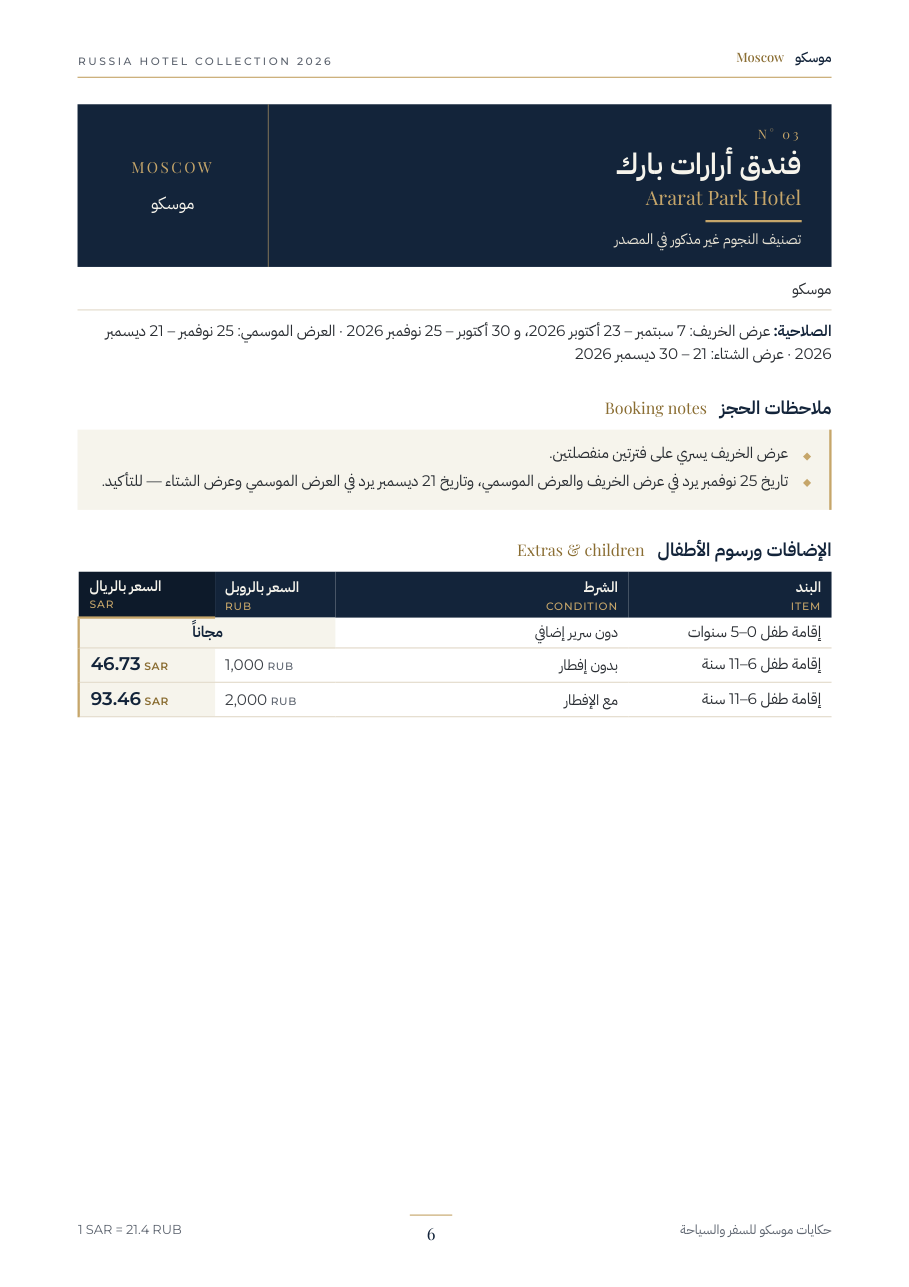 RUSSIA HOTEL COLLECTION 2026
موسكو Moscow
N° 03
فندق أرارات بارك
Ararat Park Hotel
تصنيف النجوم غير مذكور في المصدر
MOSCOW
موسكو
موسكو
الصلاحية: عرض الخريف: 7 سبتمبر – 23 أكتوبر 2026، و 30 أكتوبر – 25 نوفمبر 2026 · العرض الموسمي: 25 نوفمبر – 21 ديسمبر
2026 · عرض الشتاء: 21 – 30 ديسمبر 2026
ملاحظات الحجز Booking notes
عرض الخريف يسري على فترتين منفصلتين.
تاريخ 25 نوفمبر يرد في عرض الخريف والعرض الموسمي، وتاريخ 21 ديسمبر يرد في العرض الموسمي وعرض الشتاء — للتأكيد.
الإضافات ورسوم الأطفال Extras & children
البند الشرط السعر بالروبل السعر بالريال
ITEM CONDITION RUB SAR
إقامة طفل 0–5 سنوات دون سرير إضافي مجاناً
إقامة طفل 6–11 سنة بدون إفطار 1,000 RUB 46.73 SAR
إقامة طفل 6–11 سنة مع الإفطار 2,000 RUB 93.46 SAR
حكايات موسكو للسفر والسياحة
6
1 SAR = 21.4 RUB